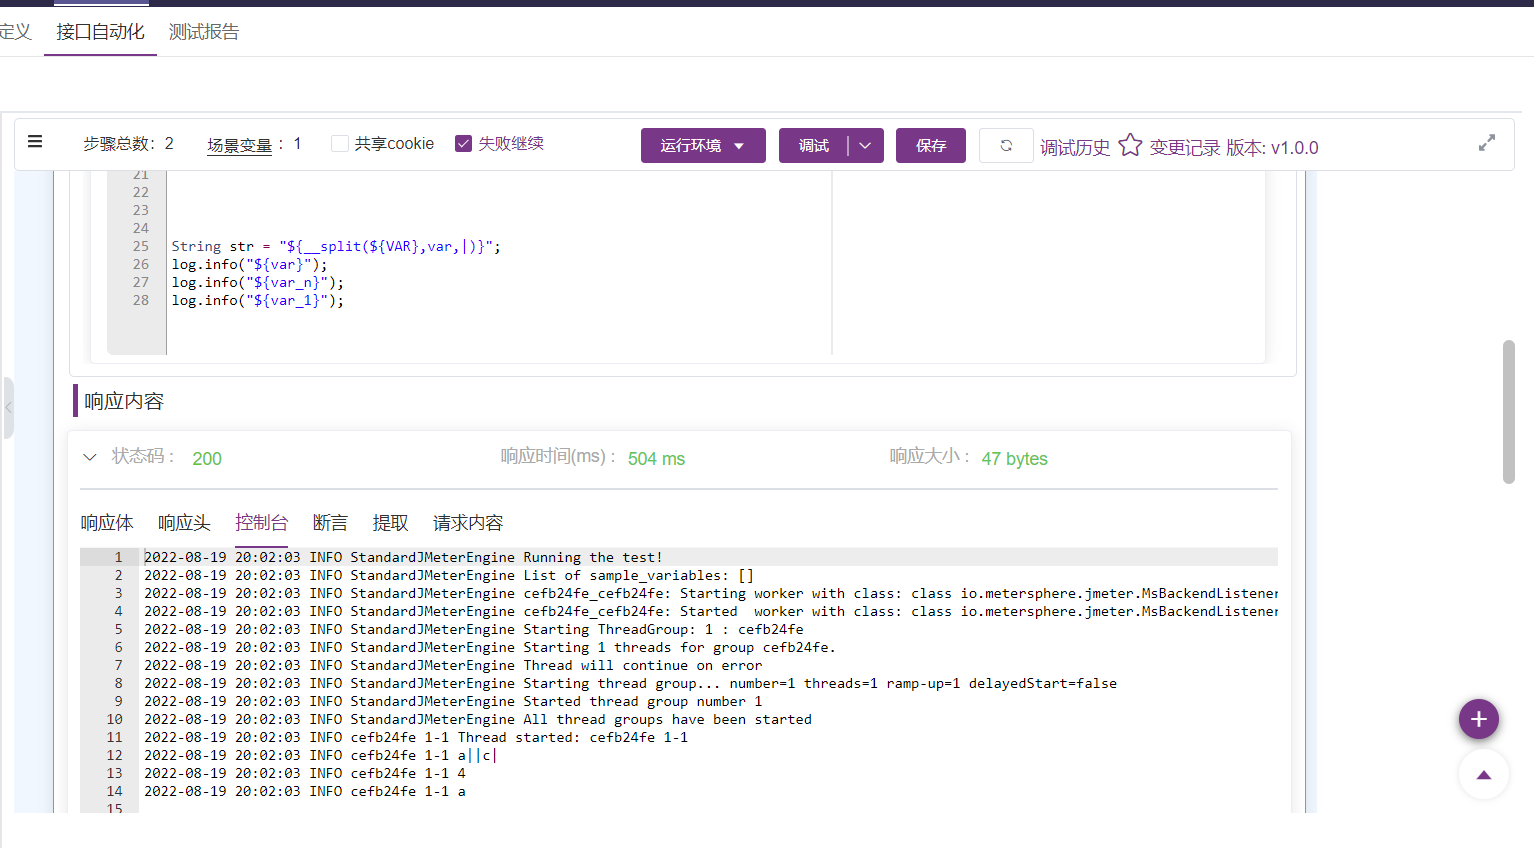 定义 接口自动化 测试报告
步骤总数: 2 场景变量 : 1 共享cookie 失败继续 运行环境 调试 保存 调试历史 变更记录 版本: v1.0.0
21
22
23
24
25 String str = "${__split(${VAR},var,|)}";
26 log.info("${var}");
27 log.info("${var_n}");
28 log.info("${var_1}");
响应内容
状态码 : 200 响应时间(ms) : 504 ms 响应大小 : 47 bytes
响应体 响应头 控制台 断言 提取 请求内容
1 2022-08-19 20:02:03 INFO StandardJMeterEngine Running the test!
2 2022-08-19 20:02:03 INFO StandardJMeterEngine List of sample_variables: []
3 2022-08-19 20:02:03 INFO StandardJMeterEngine cefb24fe_cefb24fe: Starting worker with class: class io.metersphere.jmeter.MsBackendListener
4 2022-08-19 20:02:03 INFO StandardJMeterEngine cefb24fe_cefb24fe: Started  worker with class: class io.metersphere.jmeter.MsBackendListener
5 2022-08-19 20:02:03 INFO StandardJMeterEngine Starting ThreadGroup: 1 : cefb24fe
6 2022-08-19 20:02:03 INFO StandardJMeterEngine Starting 1 threads for group cefb24fe.
7 2022-08-19 20:02:03 INFO StandardJMeterEngine Thread will continue on error
8 2022-08-19 20:02:03 INFO StandardJMeterEngine Starting thread group... number=1 threads=1 ramp-up=1 delayedStart=false
9 2022-08-19 20:02:03 INFO StandardJMeterEngine Started thread group number 1
10 2022-08-19 20:02:03 INFO StandardJMeterEngine All thread groups have been started
11 2022-08-19 20:02:03 INFO cefb24fe 1-1 Thread started: cefb24fe 1-1
12 2022-08-19 20:02:03 INFO cefb24fe 1-1 a||c|
13 2022-08-19 20:02:03 INFO cefb24fe 1-1 4
14 2022-08-19 20:02:03 INFO cefb24fe 1-1 a
15